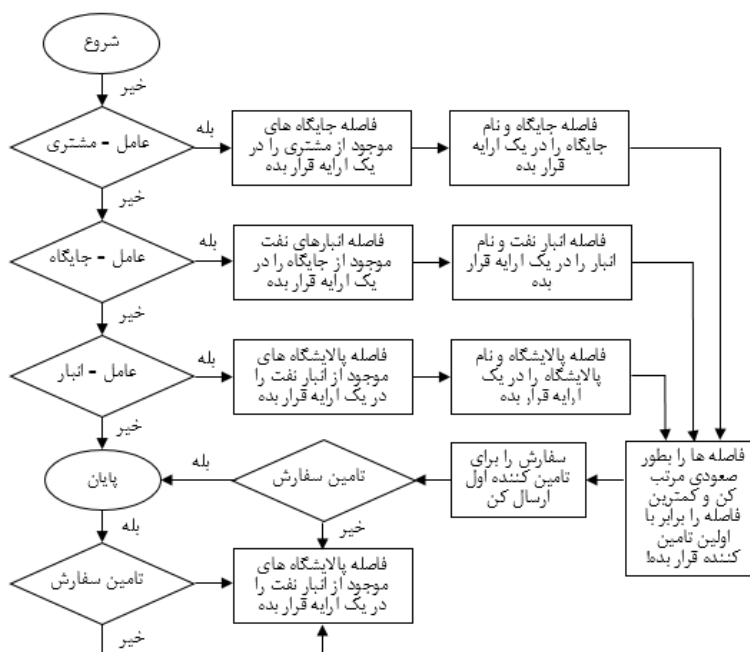 شروع
خیر
عامل - مشتری
بله
فاصله جایگاه های
موجود از مشتری را در
یک ارایه قرار بده
فاصله جایگاه و نام
جایگاه را در یک ارایه
قرار بده
خیر
عامل - جایگاه
بله
فاصله انبارهای نفت
موجود از جایگاه را در
یک ارایه قرار بده
فاصله انبار نفت و نام
انبار را در یک ارایه قرار
بده
خیر
عامل - انبار
بله
فاصله پالایشگاه های
موجود از انبار نفت را
در یک ارایه قرار بده
فاصله پالایشگاه و نام
پالایشگاه را در یک
ارایه قرار بده
خیر
فاصله ها را بطور
صعودی مرتب
کن و کمترین
فاصله را برابر با
اولین تامین
کننده قرار بده!
سفارش را برای
تامین کننده اول
ارسال کن
تامین سفارش
بله
پایان
خیر
بله
تامین سفارش
فاصله پالایشگاه های
موجود از انبار نفت را
در یک ارایه قرار بده
خیر